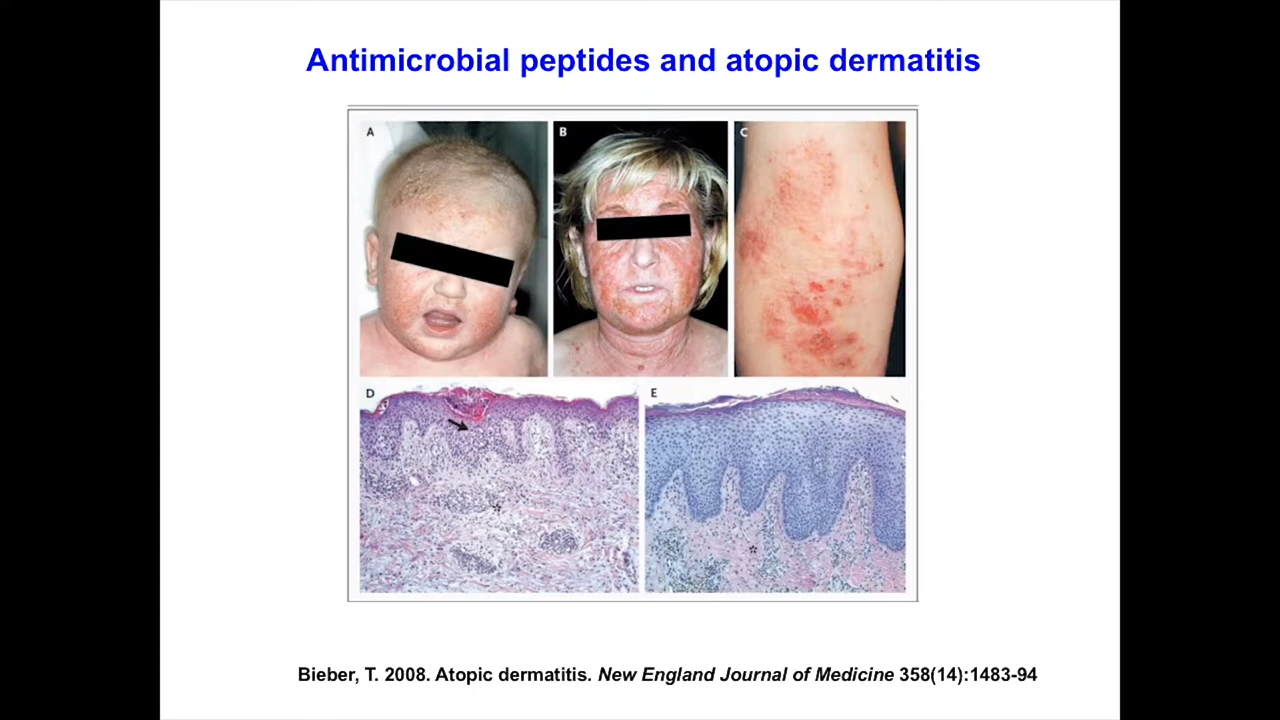 Antimicrobial peptides and atopic dermatitis
A
B
C
D
E
Bieber, T. 2008. Atopic dermatitis. New England Journal of Medicine 358(14):1483-94